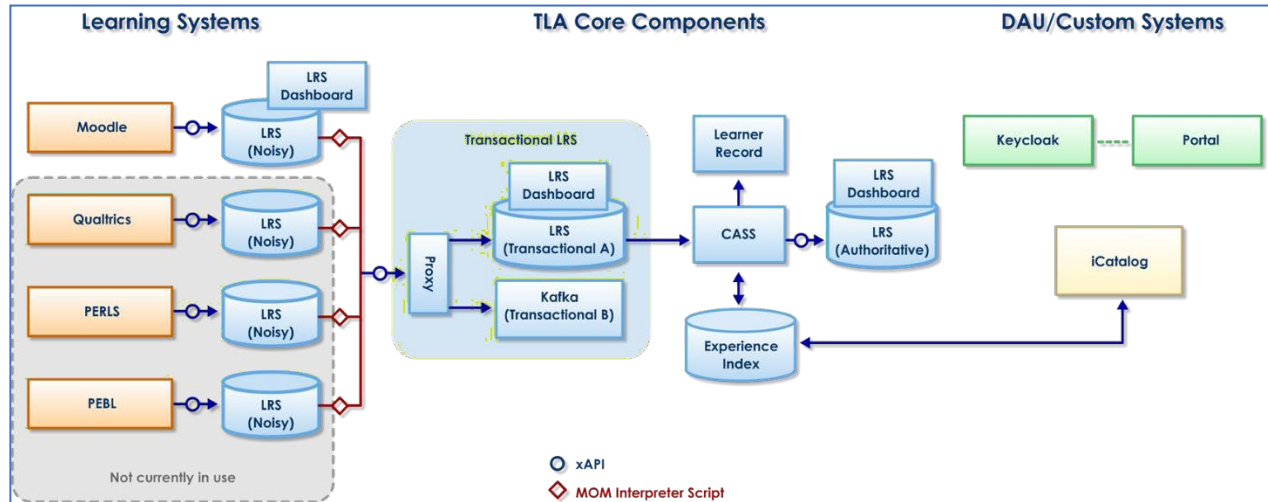 Learning Systems
TLA Core Components
DAU/Custom Systems
LRS
Dashboard
Moodle
LRS
(Noisy)
Qualtrics
LRS
(Noisy)
PERLS
LRS
(Noisy)
PEBL
LRS
(Noisy)
Not currently in use
Transactional LRS
LRS
Dashboard
LRS
(Transactional A)
Proxy
Kafka
(Transactional B)
Learner
Record
CASS
LRS
Dashboard
LRS
(Authoritative)
Experience
Index
Keycloak
Portal
iCatalog
xAPI
MOM Interpreter Script